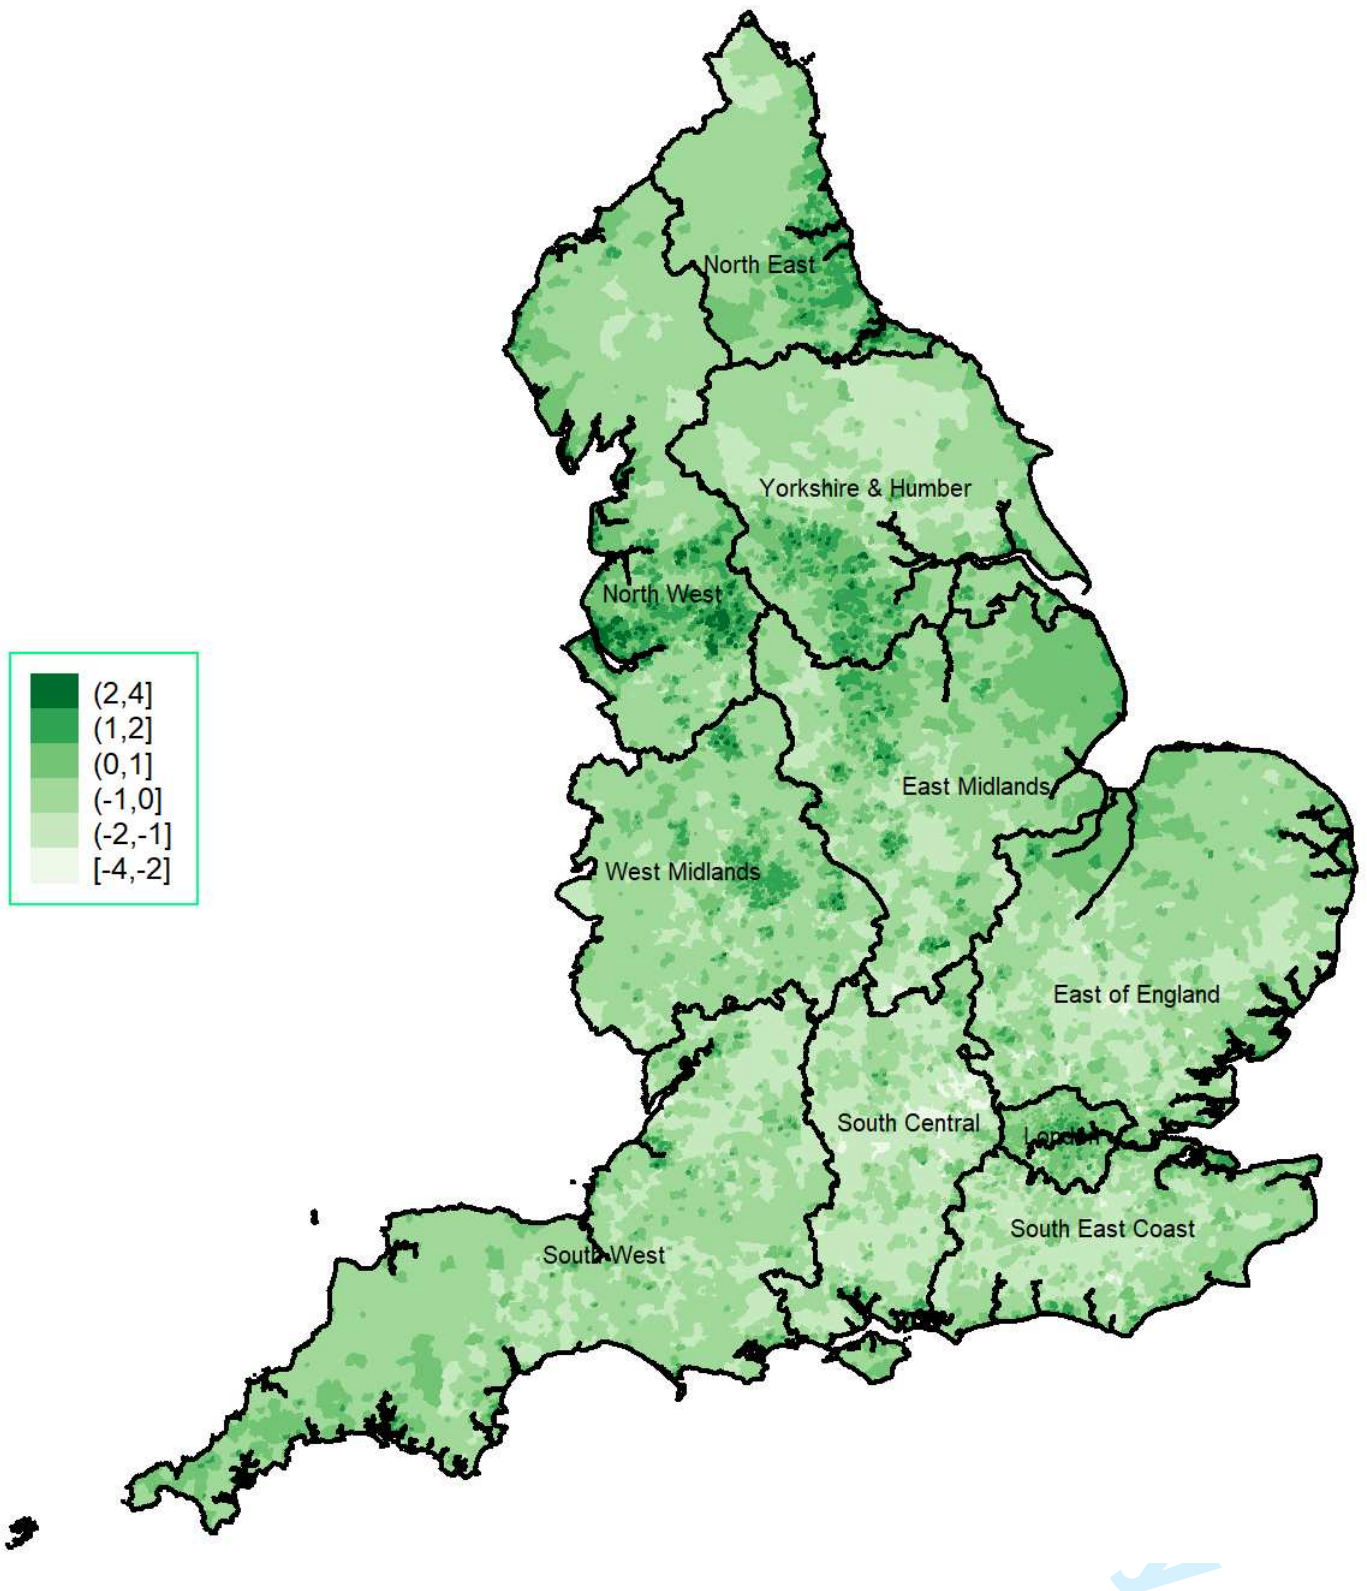 North East
Yorkshire & Humber
North West
(2,4]
(1,2]
(0,1]
(-1,0]
(-2,-1]
[-4,-2]
East Midlands
West Midlands
East of England
South Central
London
South East Coast
South West